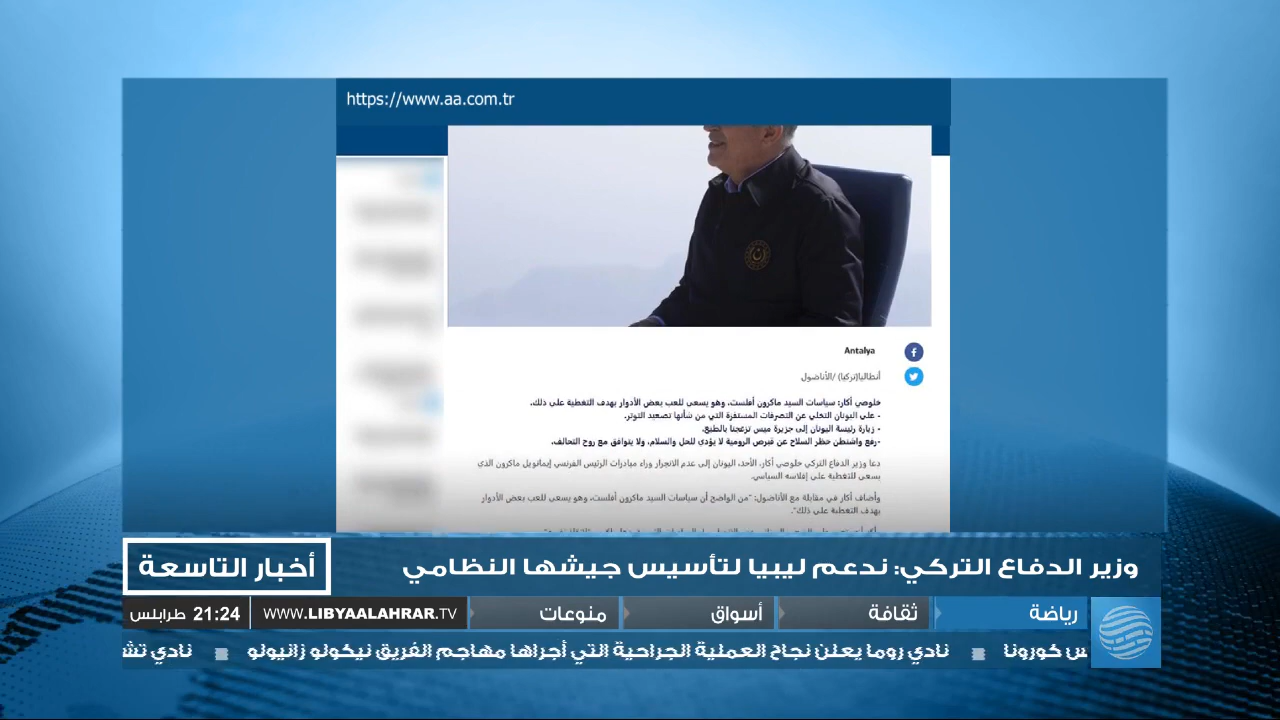 https://www.aa.com.tr
Antalya
أنطاليا(تركيا) /الأناضول
خلوصي أكار: سياسات السيد ماكرون أفلست، وهو يسعى للعب بعض الأدوار بهدف التغطية على ذلك.
- على اليونان التخلي عن التصرفات المستفزة التي من شأنها تصعيد التوتر.
- زيارة رئيسة اليونان إلى جزيرة ميس تزعجنا بالطبع.
-رفع واشنطن حظر السلاح عن قبرص الرومية لا يؤدي للحل والسلام، ولا يتوافق مع روح التحالف.
دعا وزير الدفاع التركي خلوصي أكار، الأحد، اليونان إلى عدم الانجرار وراء مبادرات الرئيس الفرنسي إيمانويل ماكرون الذي
يسعى للتغطية على إفلاسه السياسي.
وأضاف أكار في مقابلة مع الأناضول: "من الواضح أن سياسات السيد ماكرون أفلست، وهو يسعى للعب بعض الأدوار
بهدف التغطية على ذلك".
وزير الدفاع التركي: ندعم ليبيا لتأسيس جيشها النظامي
أخبار التاسعة
رياضة
ثقافة
أسواق
منوعات
WWW.LIBYAALAHRAR.TV
21:24 طرابلس
س كورونا ■ نادي روما يعلن نجاح العملية الجراحية التي أجراها مهاجم الفريق نيكولو زانيولو ■ نادي تش